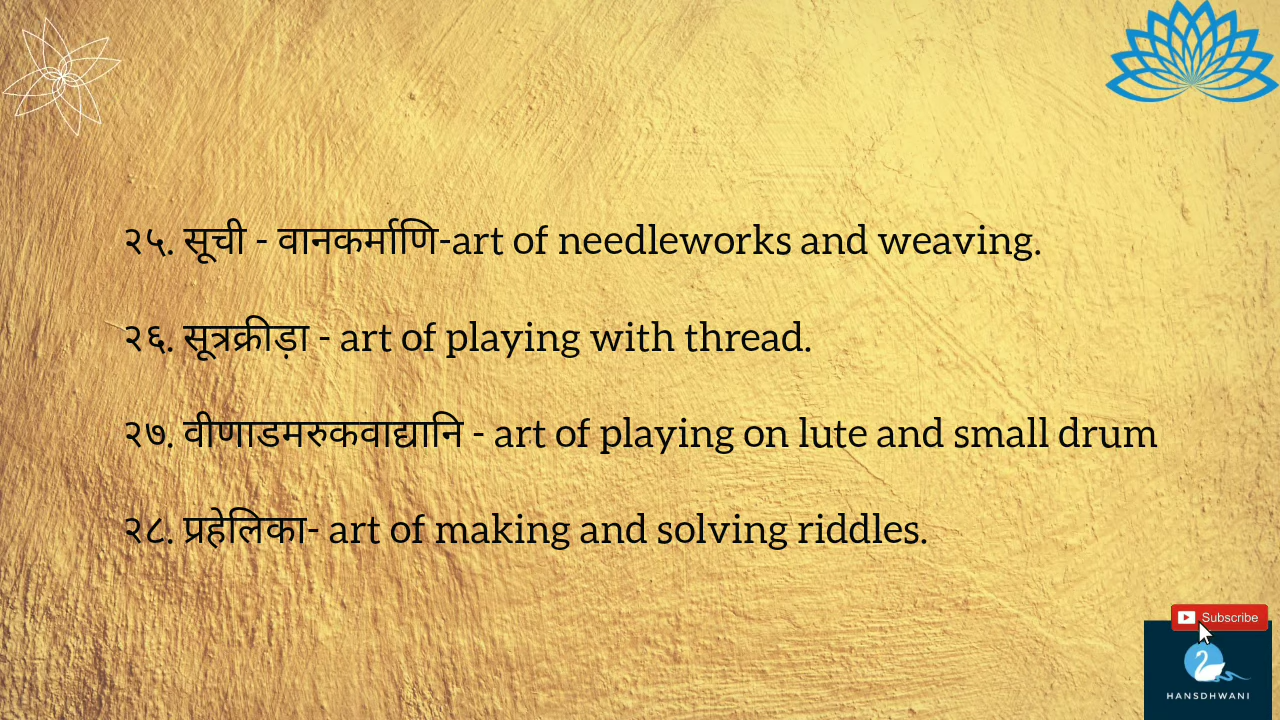 २५. सूची - वानकर्माणि-art of needleworks and weaving.
२६. सूत्रक्रीड़ा - art of playing with thread.
२७. वीणाडमरुकवाद्यानि - art of playing on lute and small drum
२८. प्रहेलिका- art of making and solving riddles.
Subscribe
HANSDHWANI